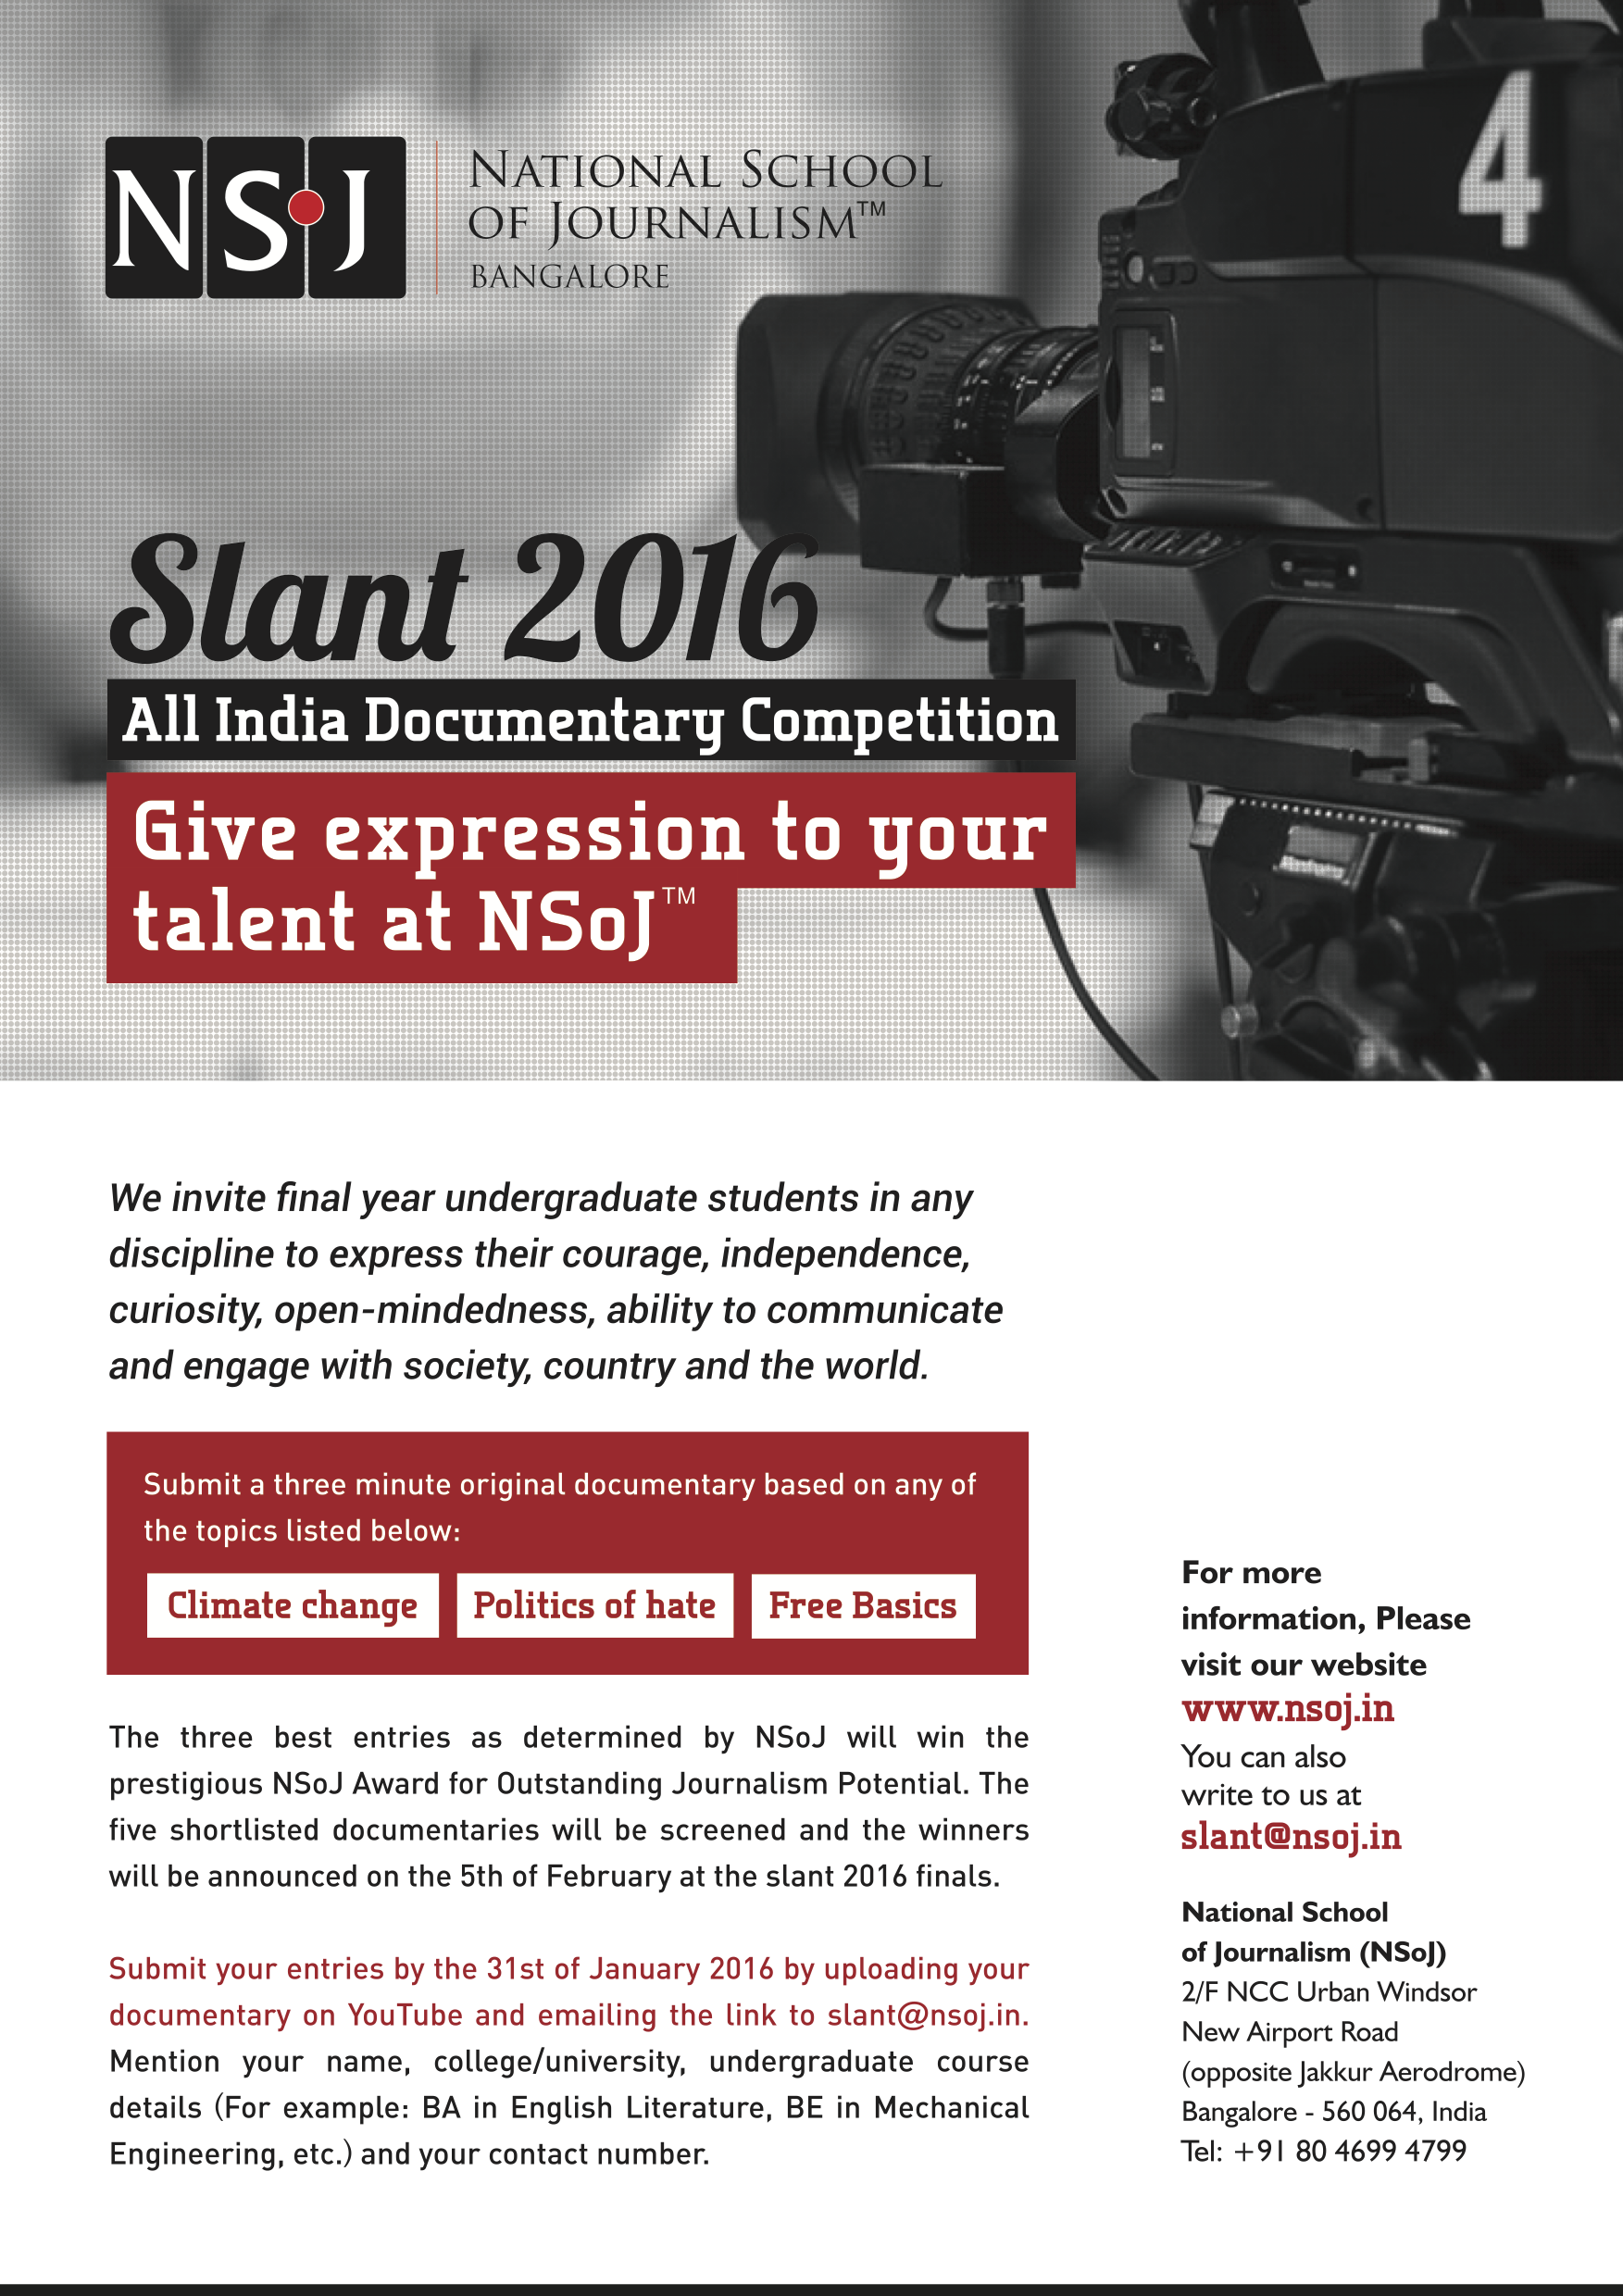 NS•J
NATIONAL SCHOOL
OF JOURNALISM™
BANGALORE
4
Slant 2016
All India Documentary Competition
Give expression to your
talent at NSoJ™
We invite final year undergraduate students in any
discipline to express their courage, independence,
curiosity, open-mindedness, ability to communicate
and engage with society, country and the world.
Submit a three minute original documentary based on any of
the topics listed below:
Climate change Politics of hate Free Basics
The three best entries as determined by NSoJ will win the
prestigious NSoJ Award for Outstanding Journalism Potential. The
five shortlisted documentaries will be screened and the winners
will be announced on the 5th of February at the slant 2016 finals.
Submit your entries by the 31st of January 2016 by uploading your
documentary on YouTube and emailing the link to slant@nsoj.in.
Mention your name, college/university, undergraduate course
details (For example: BA in English Literature, BE in Mechanical
Engineering, etc.) and your contact number.
For more
information, Please
visit our website
www.nsoj.in
You can also
write to us at
slant@nsoj.in
National School
of Journalism (NSoJ)
2/F NCC Urban Windsor
New Airport Road
(opposite Jakkur Aerodrome)
Bangalore - 560 064, India
Tel: +91 80 4699 4799